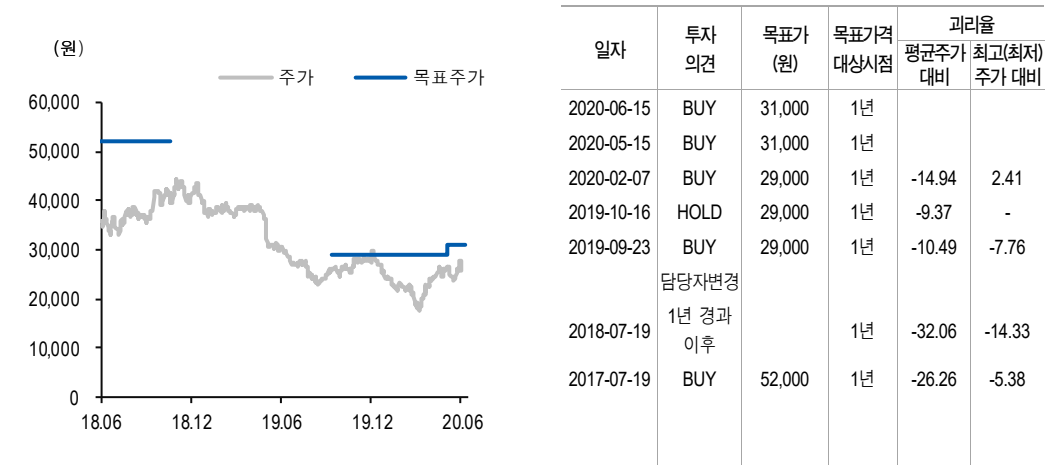 (원)
주가 목표주가
60,000
50,000
40,000
30,000
20,000
10,000
0
18.06 18.12 19.06 19.12 20.06
일자 투자 의견 목표가 (원) 목표가격 대상시점 괴리율
평균주가 대비 최고(최저) 주가 대비
2020-06-15 BUY 31,000 1년
2020-05-15 BUY 31,000 1년
2020-02-07 BUY 29,000 1년 -14.94 2.41
2019-10-16 HOLD 29,000 1년 -9.37 -
2019-09-23 BUY 29,000 1년 -10.49 -7.76
담당자변경
2018-07-19 1년 경과 이후 1년 -32.06 -14.33
2017-07-19 BUY 52,000 1년 -26.26 -5.38